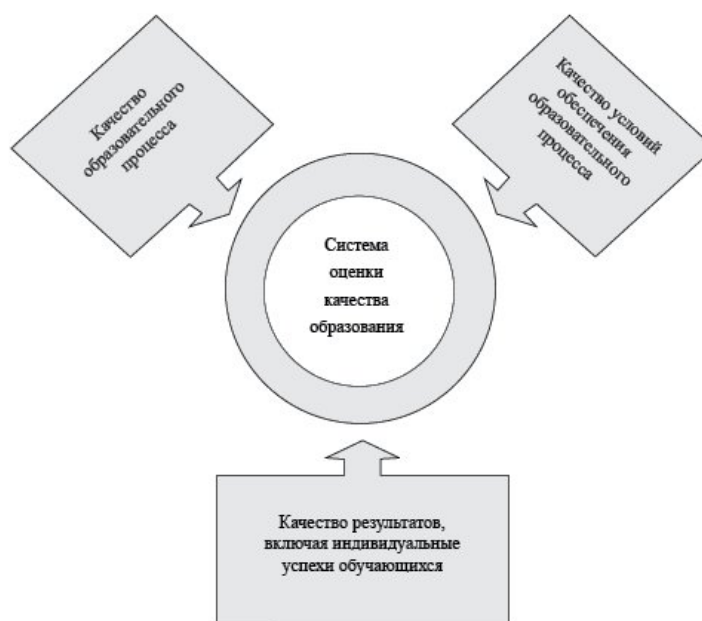 Качество
образовательного
процесса
Качество условий
обеспечения
образовательного
процесса
Система
оценки
качества
образования
Качество результатов,
включая индивидуальные
успехи обучающихся